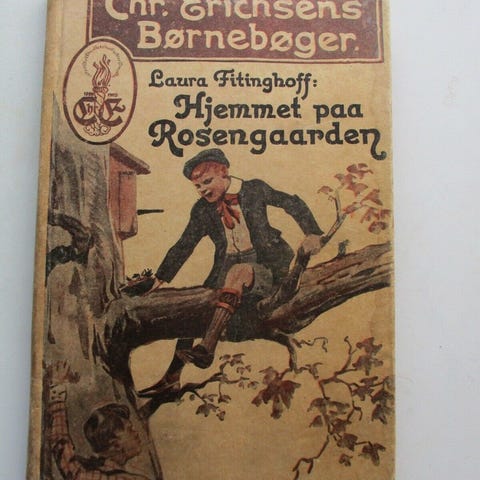 Chr. Erichsens
Børnebøger.
Laura Fitinghoff:
Hjemmet paa
Rosengaarden